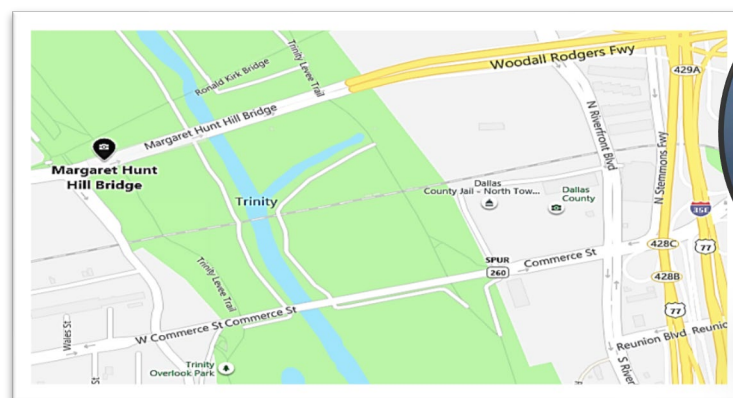 Woodall Rodgers Fwy
429A
Ronald Kirk Bridge
Trinity Levee Trail
Margaret Hunt Hill Bridge
N Riverfront Blvd
N Stemmons Fwy
Margaret Hunt
Hill Bridge
Trinity
Dallas
County Jail - North Tow...
Dallas
County
35E
77
428C
SPUR
260
Commerce St
428B
Trinity Levee Trail
77
W Commerce St
Commerce St
Wales St
Reunion Blvd
Reunio
Trinity
Overlook Park
S River